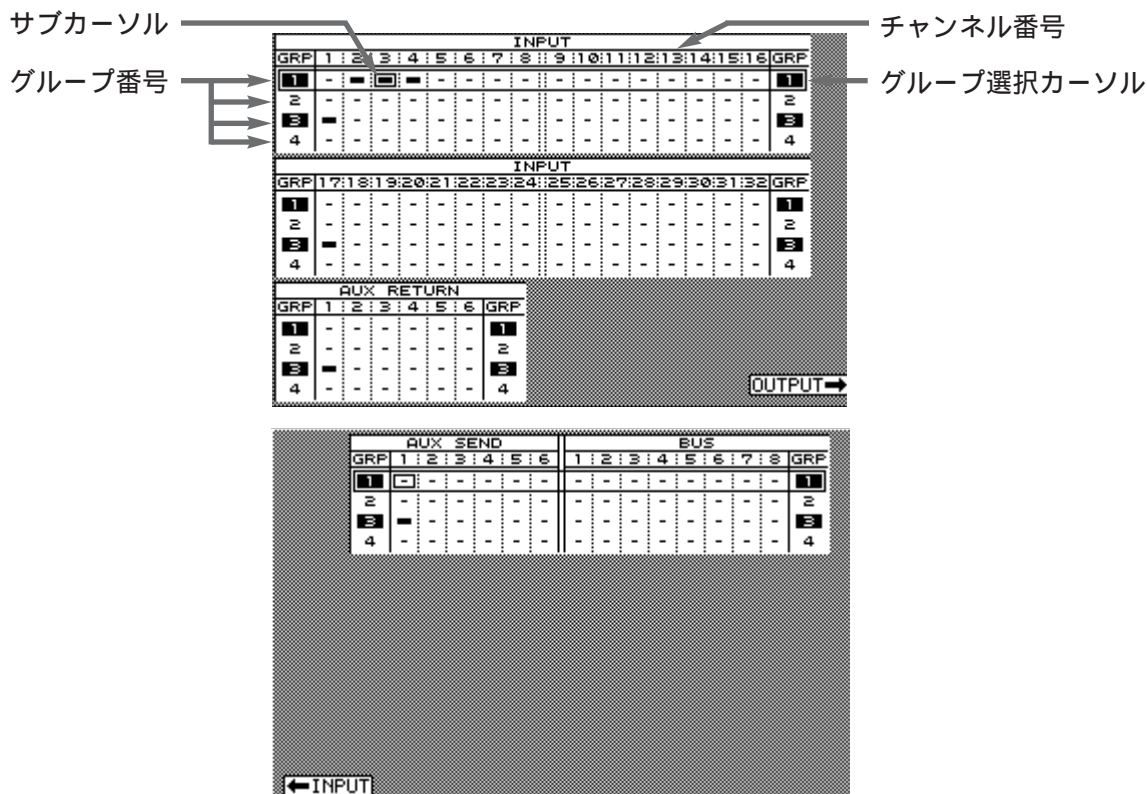 サブカーソル
チャンネル番号
グループ番号
グループ選択カーソル
INPUT
GRP 1 2 3 4 5 6 7 8 9 10 11 12 13 14 15 16 GRP
1 - - - - - - - - - - - - - - - - 1
2 - - - - - - - - - - - - - - - - 2
3 - - - - - - - - - - - - - - - - 3
4 - - - - - - - - - - - - - - - - 4
INPUT
GRP 17 18 19 20 21 22 23 24 25 26 27 28 29 30 31 32 GRP
1 - - - - - - - - - - - - - - - - 1
2 - - - - - - - - - - - - - - - - 2
3 - - - - - - - - - - - - - - - - 3
4 - - - - - - - - - - - - - - - - 4
AUX RETURN
GRP 1 2 3 4 5 6 GRP
1 - - - - - - 1
2 - - - - - - 2
3 - - - - - - 3
4 - - - - - - 4
OUTPUT➡
AUX SEND BUS
GRP 1 2 3 4 5 6 1 2 3 4 5 6 7 8 GRP
1 - - - - - - - - - - - - - - 1
2 - - - - - - - - - - - - - - 2
3 - - - - - - - - - - - - - - 3
4 - - - - - - - - - - - - - - 4
⬅INPUT